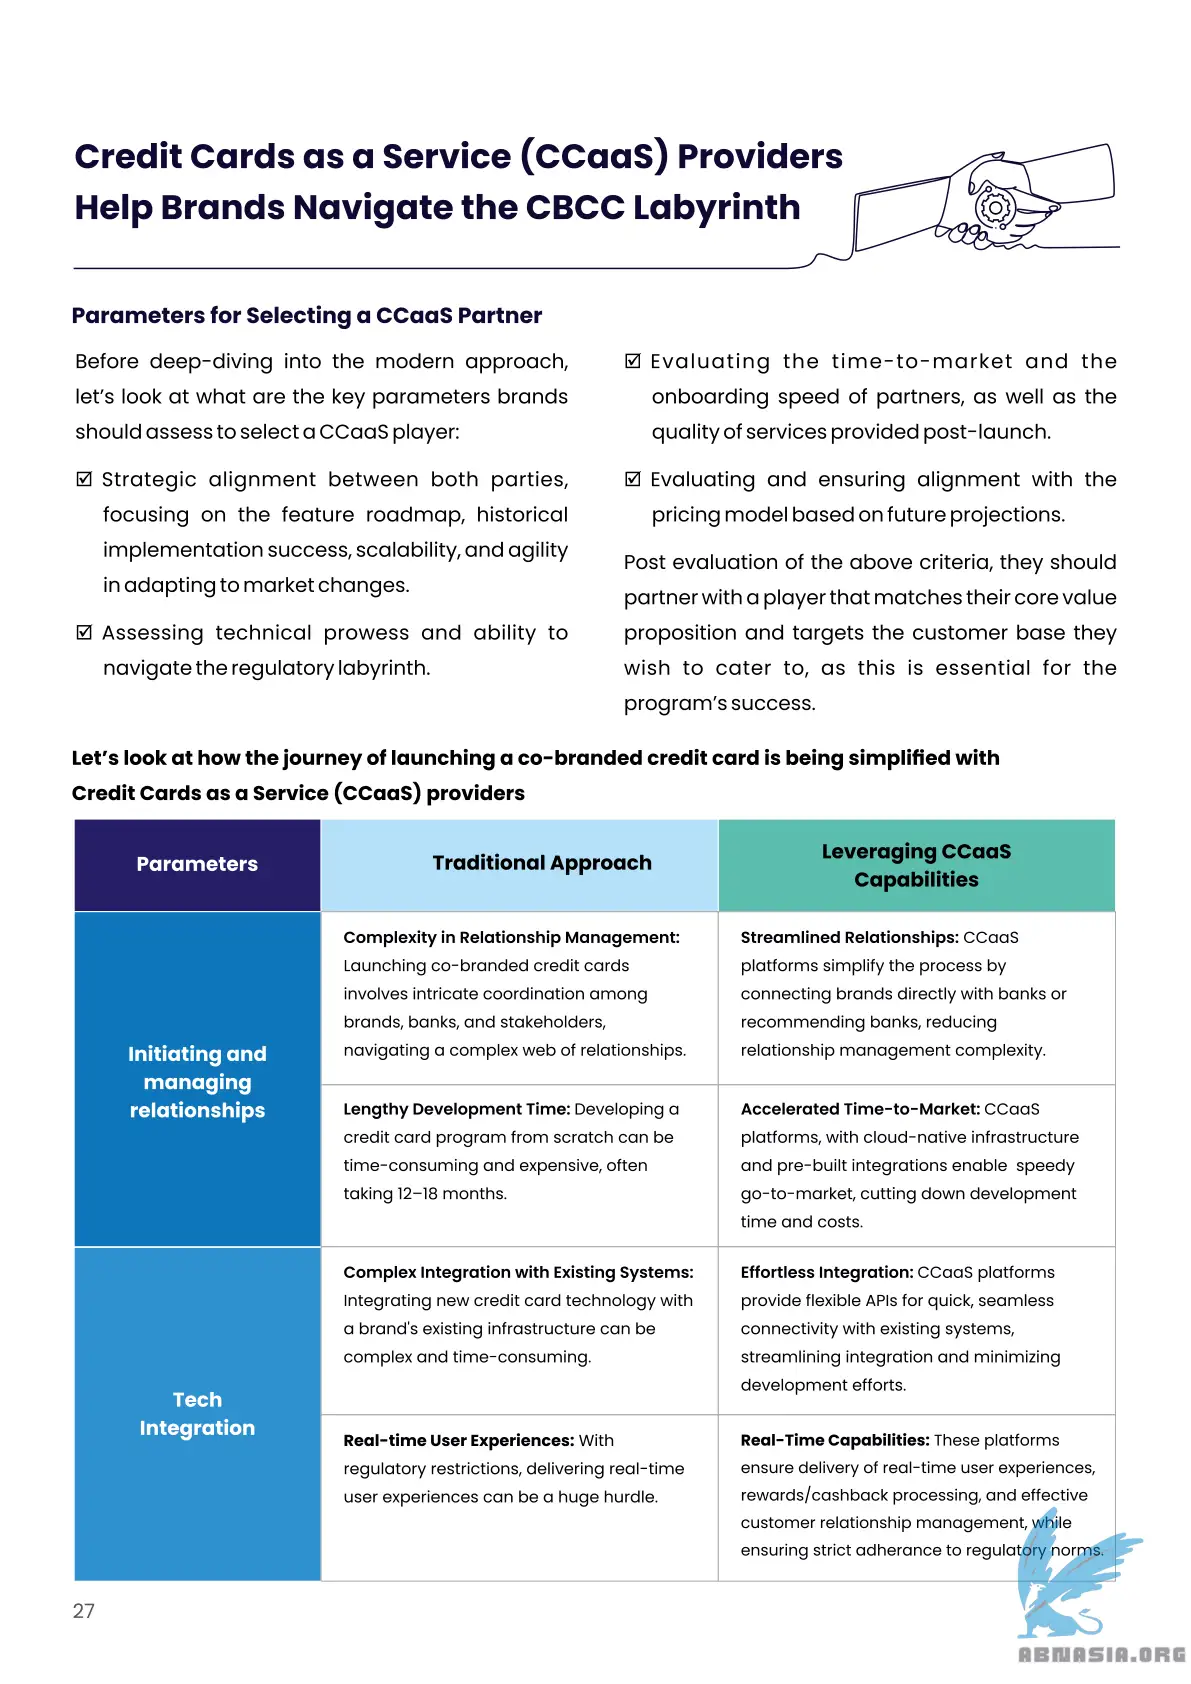 Credit Cards as a Service (CCaaS) Providers
Help Brands Navigate the CBCC Labyrinth
Parameters for Selecting a CCaaS Partner
Before deep-diving into the modern approach,
let's look at what are the key parameters brands
should assess to select a CCaaS player:
☑ Strategic alignment between both parties,
focusing on the feature roadmap, historical
implementation success, scalability, and agility
in adapting to market changes.
☑ Assessing technical prowess and ability to
navigate the regulatory labyrinth.
☑ Evaluating the time-to-market and the
onboarding speed of partners, as well as the
quality of services provided post-launch.
☑ Evaluating and ensuring alignment with the
pricing model based on future projections.
Post evaluation of the above criteria, they should
partner with a player that matches their core value
proposition and targets the customer base they
wish to cater to, as this is essential for the
program's success.
Let's look at how the journey of launching a co-branded credit card is being simplified with
Credit Cards as a Service (CCaaS) providers
Parameters
Traditional Approach
Leveraging CCaaS
Capabilities
Initiating and
managing
relationships
Complexity in Relationship Management:
Launching co-branded credit cards
involves intricate coordination among
brands, banks, and stakeholders,
navigating a complex web of relationships.
Streamlined Relationships: CCaaS
platforms simplify the process by
connecting brands directly with banks or
recommending banks, reducing
relationship management complexity.
Lengthy Development Time: Developing a
credit card program from scratch can be
time-consuming and expensive, often
taking 12–18 months.
Accelerated Time-to-Market: CCaaS
platforms, with cloud-native infrastructure
and pre-built integrations enable speedy
go-to-market, cutting down development
time and costs.
Tech
Integration
Complex Integration with Existing Systems:
Integrating new credit card technology with
a brand's existing infrastructure can be
complex and time-consuming.
Effortless Integration: CCaaS platforms
provide flexible APIs for quick, seamless
connectivity with existing systems,
streamlining integration and minimizing
development efforts.
Real-time User Experiences: With
regulatory restrictions, delivering real-time
user experiences can be a huge hurdle.
Real-Time Capabilities: These platforms
ensure delivery of real-time user experiences,
rewards/cashback processing, and effective
customer relationship management, while
ensuring strict adherance to regulatory norms.
27
ABNASIA.ORG